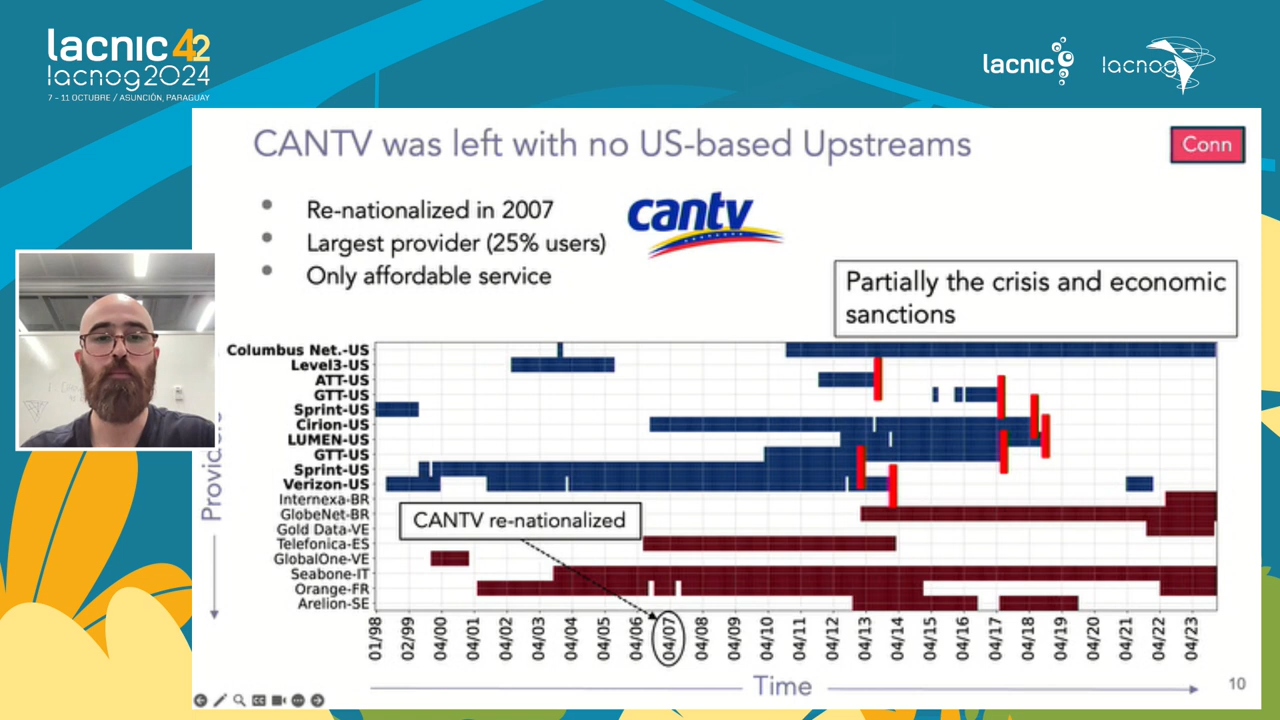 lacnic 42
lacnog2024
7 - 11 OCTUBRE / ASUNCIÓN, PARAGUAY
lacnic
lacnog
CANTV was left with no US-based Upstreams
Conn
Re-nationalized in 2007
Largest provider (25% users)
Only affordable service
cantv
Partially the crisis and economic
sanctions
Columbus Net.-US
Level3-US
ATT-US
GTT-US
Sprint-US
Cirion-US
LUMEN-US
GTT-US
Sprint-US
Verizon-US
Internexa-BR
GlobeNet-BR
Gold Data-VE
Telefonica-ES
GlobalOne-VE
Seabone-IT
Orange-FR
Arelion-SE
CANTV re-nationalized
01/98 02/99 04/00 04/01 04/02 04/03 04/04 04/05 04/06 04/07 04/08 04/09 04/10 04/11 04/12 04/13 04/14 04/15 04/16 04/17 04/18 04/19 04/20 04/21 04/22 04/23
Time
10